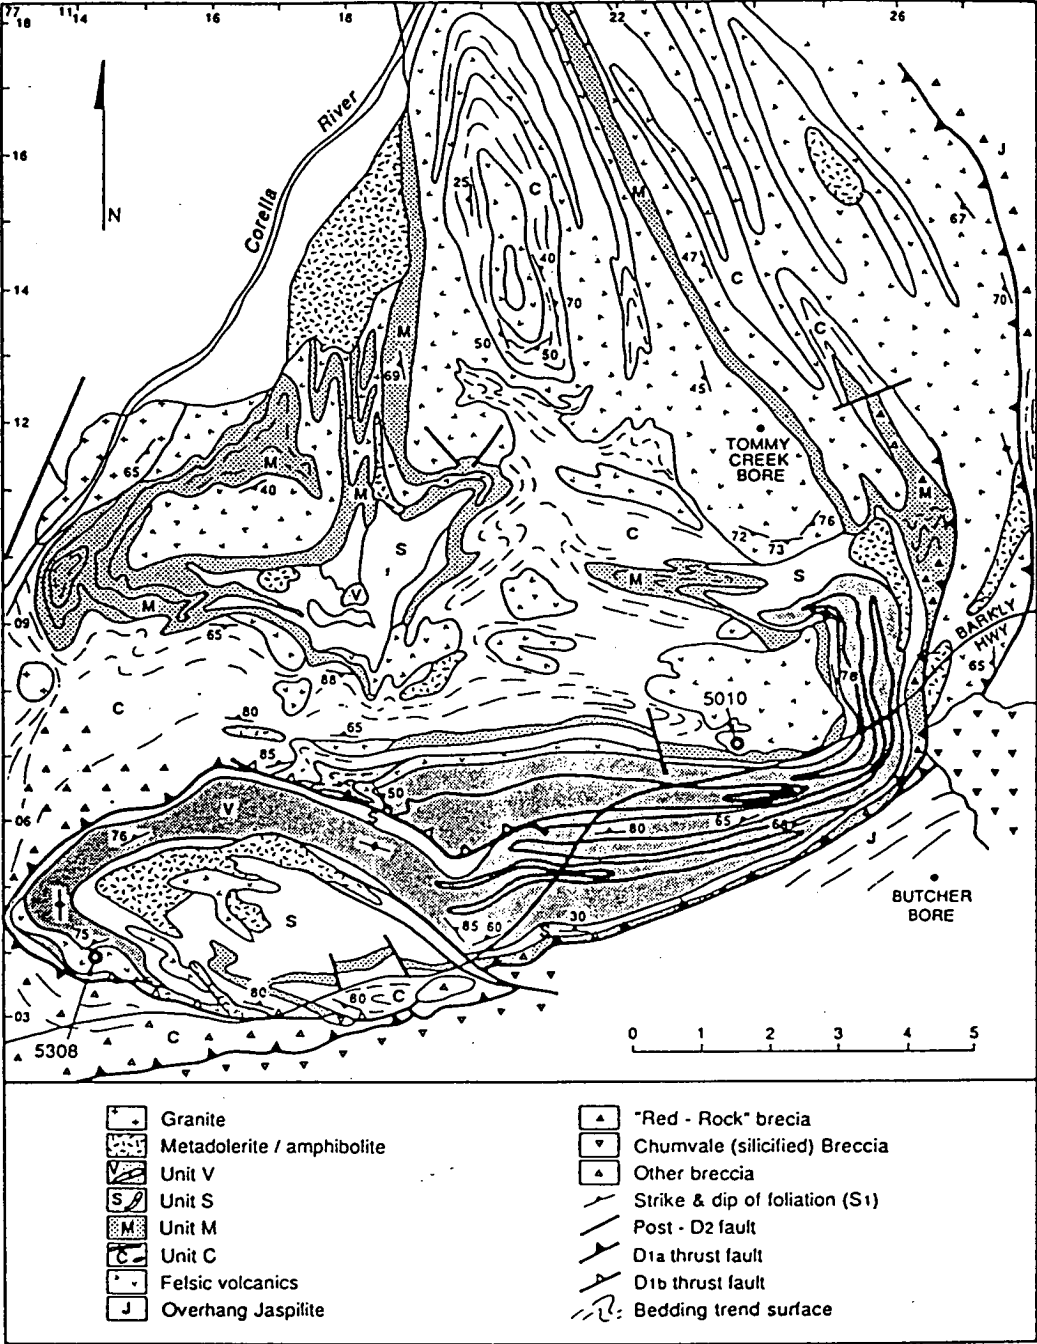 77 18
11 14
16
18
22
26
16
14
12
09
06
03
N
Corella River
25
C
40
70
50
50
M
47
C
45
J
67
70
C
M
69
M
65
M
40
M
S
V
M
65
88
C
80
65
85
50
TOMMY CREEK BORE
76
72
73
C
M
S
M
BARKLY HWY
65
76
5010
V
76
80
65
68
J
BUTCHER BORE
S
85
60
30
75
80
80
C
C
5308
0 1 2 3 4 5
Granite
Metadolerite / amphibolite
V Unit V
S Unit S
M Unit M
C Unit C
Felsic volcanics
J Overhang Jaspilite
"Red - Rock" brecia
Chumvale (silicified) Breccia
Other breccia
Strike & dip of foliation (S1)
Post - D2 fault
D1a thrust fault
D1b thrust fault
Bedding trend surface